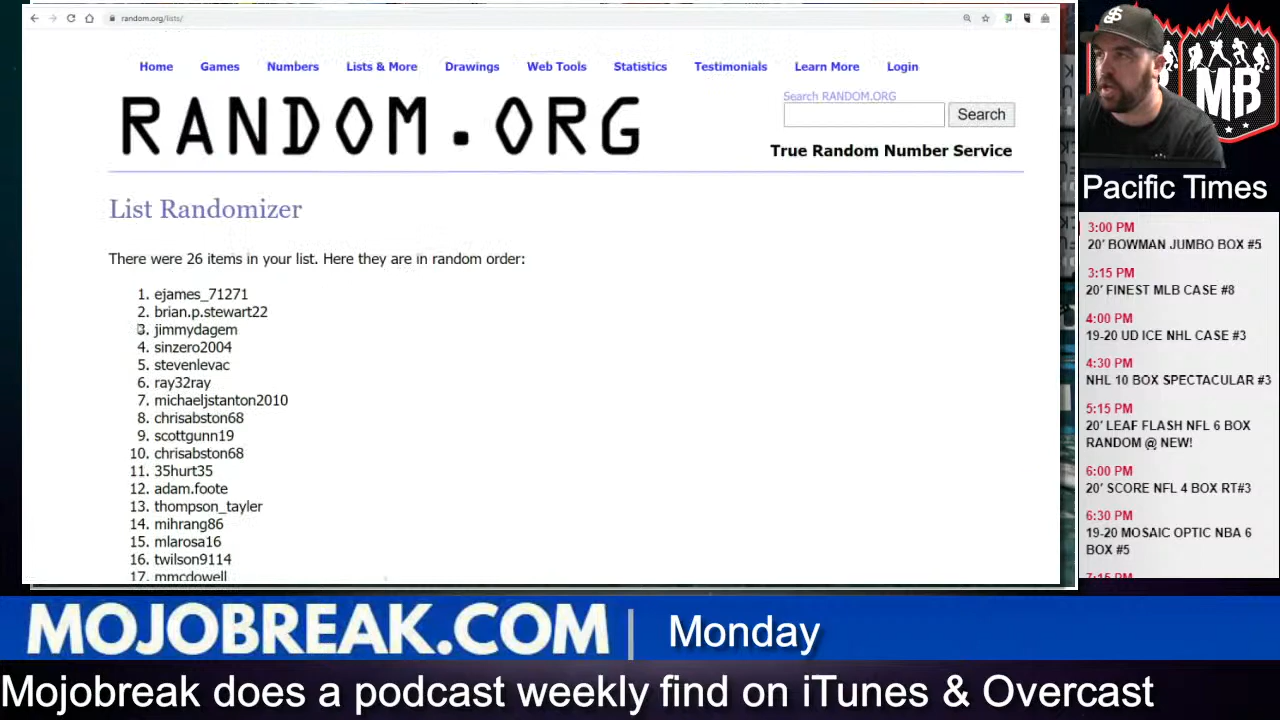 random.org/lists/
Home Games Numbers Lists & More Drawings Web Tools Statistics Testimonials Learn More Login
RANDOM.ORG
Search RANDOM.ORG
Search
True Random Number Service
List Randomizer
There were 26 items in your list. Here they are in random order:
1. ejames_71271
2. brian.p.stewart22
3. jimmydagem
4. sinzero2004
5. stevenlevac
6. ray32ray
7. michaeljstanton2010
8. chrisabston68
9. scottgunn19
10. chrisabston68
11. 35hurt35
12. adam.foote
13. thompson_tayler
14. mihrang86
15. mlarosa16
16. twilson9114
17. mmcdowell
MB
Pacific Times
3:00 PM
20' BOWMAN JUMBO BOX #5
3:15 PM
20' FINEST MLB CASE #8
4:00 PM
19-20 UD ICE NHL CASE #3
4:30 PM
NHL 10 BOX SPECTACULAR #3
5:15 PM
20' LEAF FLASH NFL 6 BOX
RANDOM @ NEW!
6:00 PM
20' SCORE NFL 4 BOX RT#3
6:30 PM
19-20 MOSAIC OPTIC NBA 6
BOX #5
7:15 PM
MOJOBREAK.COM | Monday
Mojobreak does a podcast weekly find on iTunes & Overcast